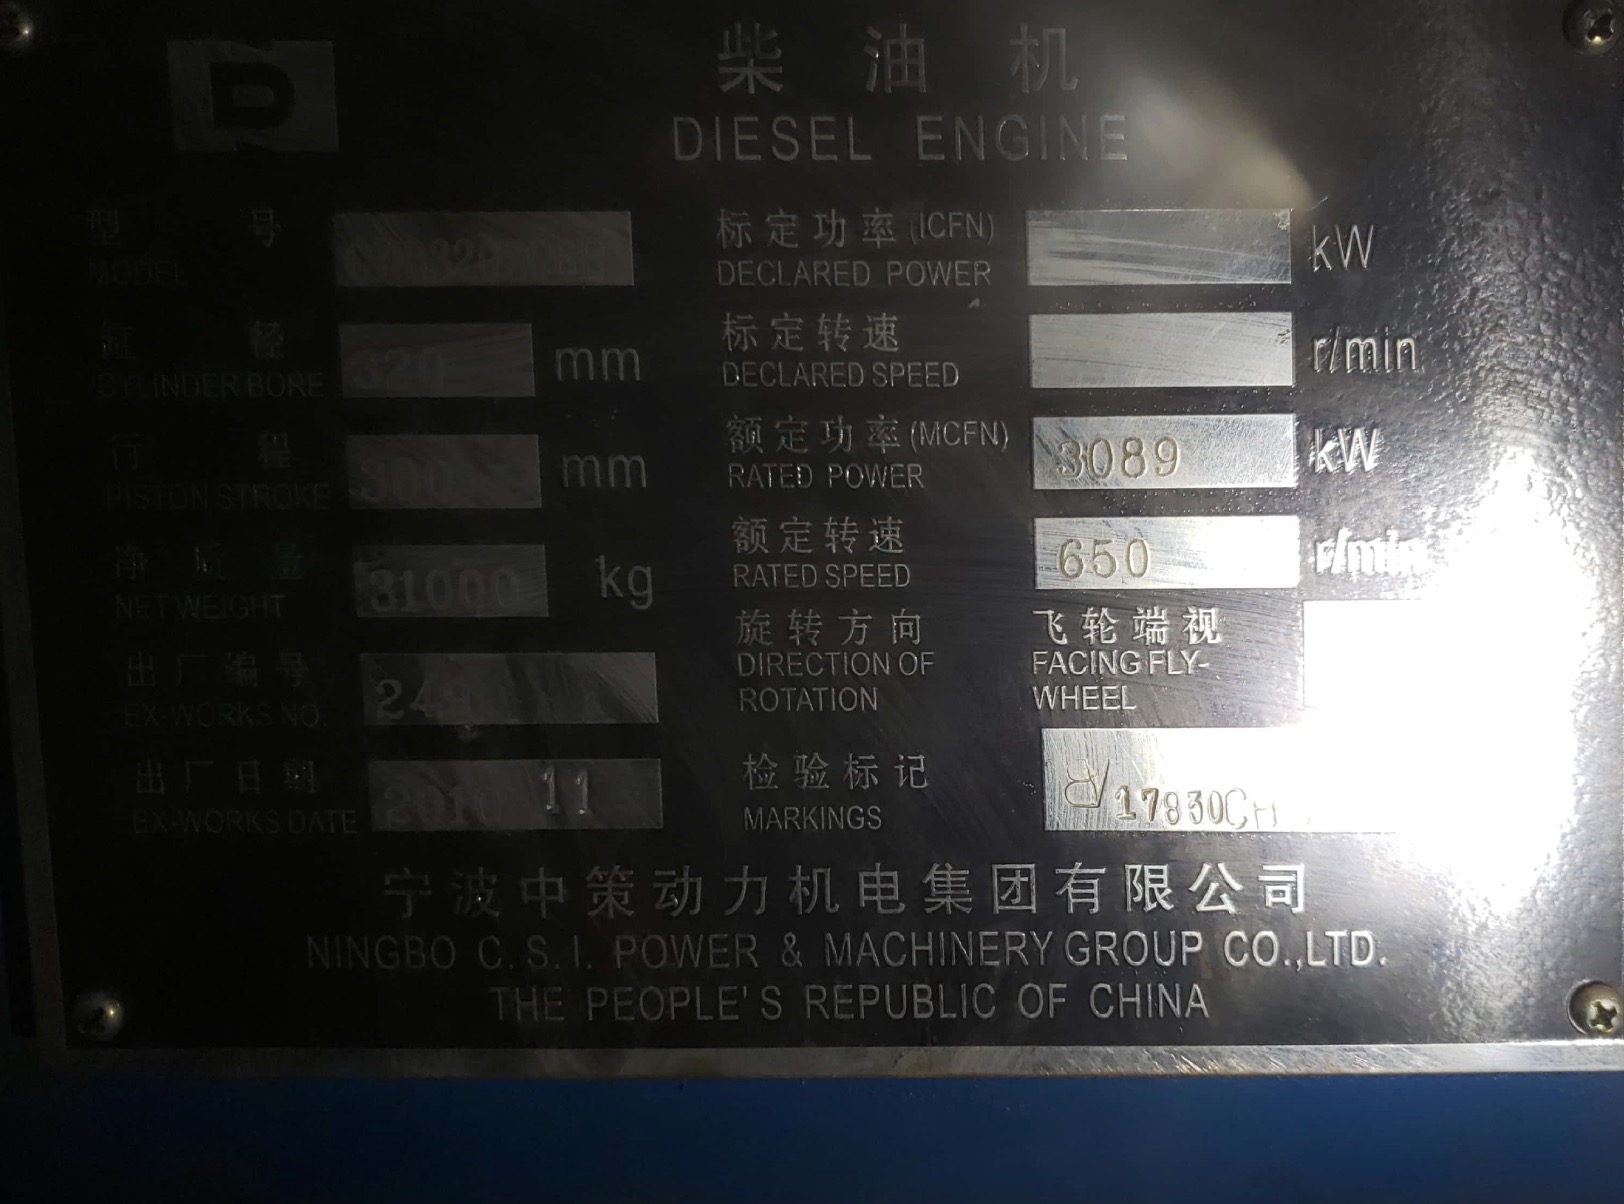 柴油机
DIESEL ENGINE
型号
MODEL
标定功率(ICFN)
DECLARED POWER
kW
缸径
CYLINDER BORE
320
mm
标定转速
DECLARED SPEED
r/min
行程
PISTON STROKE
mm
额定功率(MCFN)
RATED POWER
3089
kW
净质量
NET WEIGHT
31000
kg
额定转速
RATED SPEED
650
r/min
出厂编号
EX-WORKS NO.
旋转方向
DIRECTION OF
ROTATION
飞轮端视
FACING FLY-
WHEEL
出厂日期
EX-WORKS DATE
2010 11
检验标记
MARKINGS
宁波中策动力机电集团有限公司
NINGBO C.S.I. POWER & MACHINERY GROUP CO.,LTD.
THE PEOPLE'S REPUBLIC OF CHINA